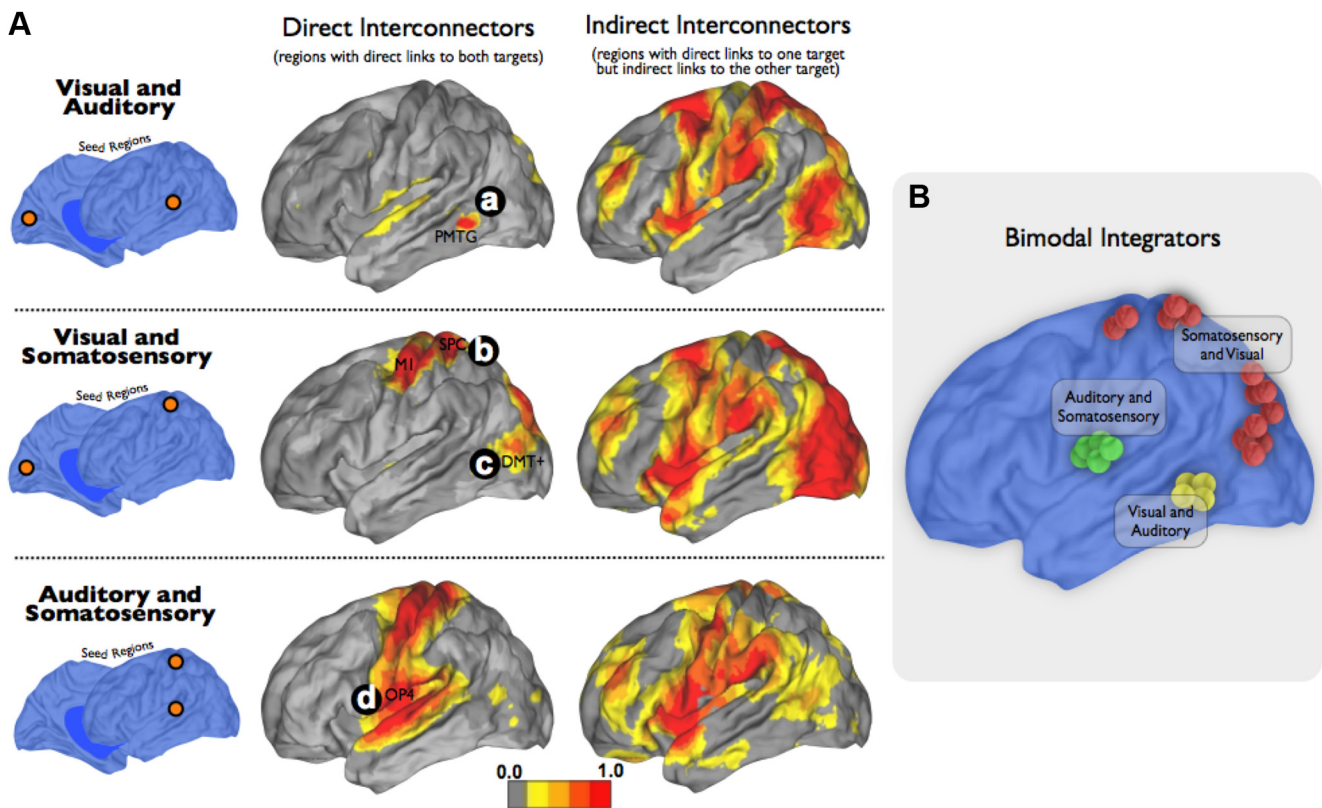 A
Direct Interconnectors
(regions with direct links to both targets)
Indirect Interconnectors
(regions with direct links to one target
but indirect links to the other target)
Visual and
Auditory
Seed Regions
a
PMTG
Visual and
Somatosensory
Seed Regions
MI
SPC
b
c
DMT+
Auditory and
Somatosensory
Seed Regions
d
OP4
0.0
1.0
B
Bimodal Integrators
Somatosensory
and Visual
Auditory and
Somatosensory
Visual and
Auditory